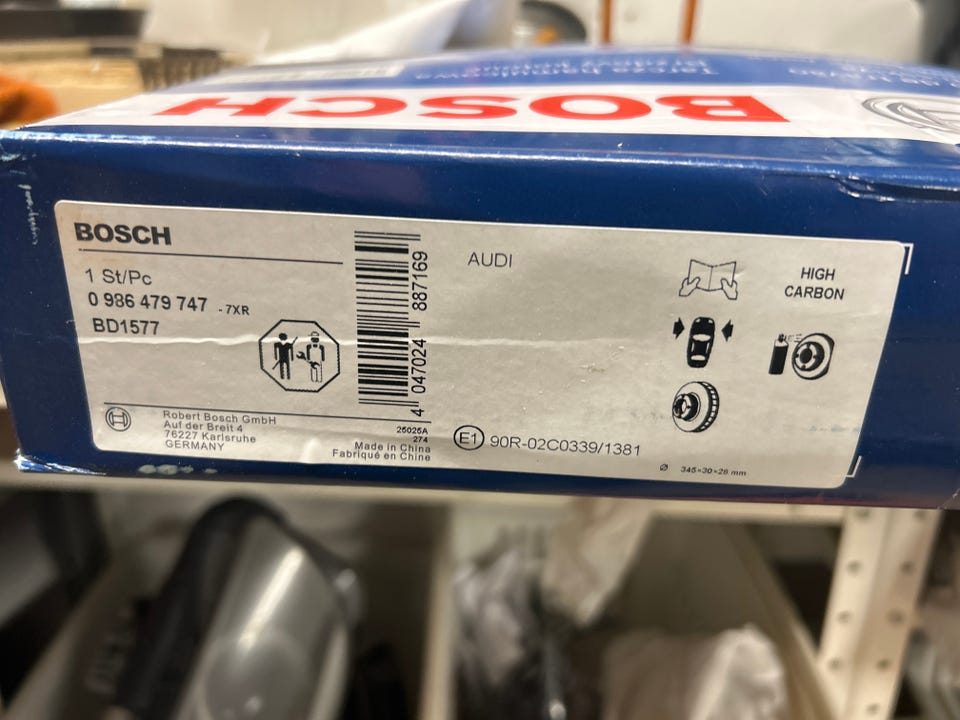 BOSCH
Tarcza hamulcowa
BOSCH
1 St/Pc
0 986 479 747 - 7XR
BD1577
4 047024 887169
AUDI
HIGH
CARBON
Robert Bosch GmbH
Auf der Breit 4
76227 Karlsruhe
GERMANY
25025A
274
Made in China
Fabriqué en Chine
E1 90R-02C0339/1381
Ø 345×30×28 mm